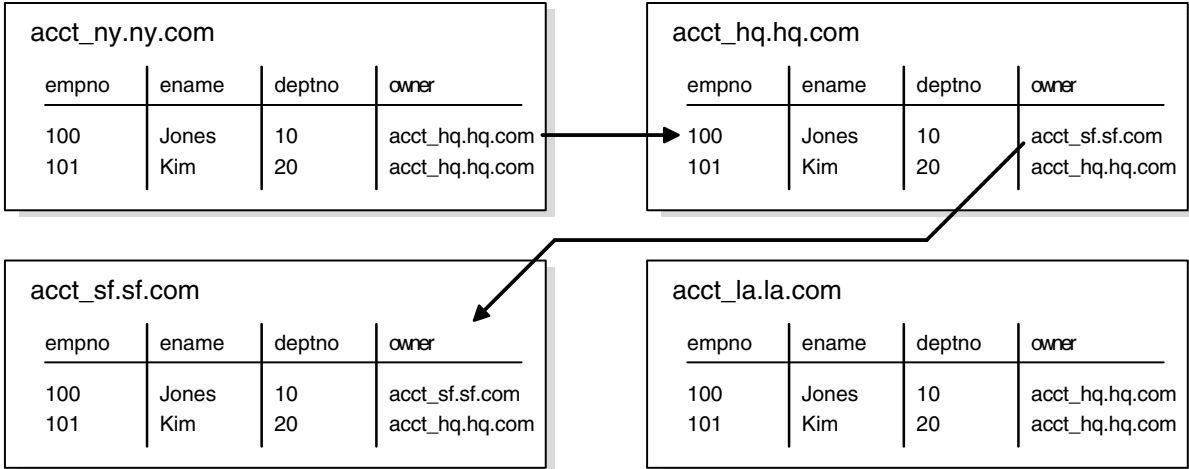 acct_ny.ny.com
empno ename deptno owner
100 Jones 10 acct_hq.hq.com
101 Kim 20 acct_hq.hq.com
acct_hq.hq.com
empno ename deptno owner
100 Jones 10 acct_sf.sf.com
101 Kim 20 acct_hq.hq.com
acct_sf.sf.com
empno ename deptno owner
100 Jones 10 acct_sf.sf.com
101 Kim 20 acct_hq.hq.com
acct_la.la.com
empno ename deptno owner
100 Jones 10 acct_hq.hq.com
101 Kim 20 acct_hq.hq.com